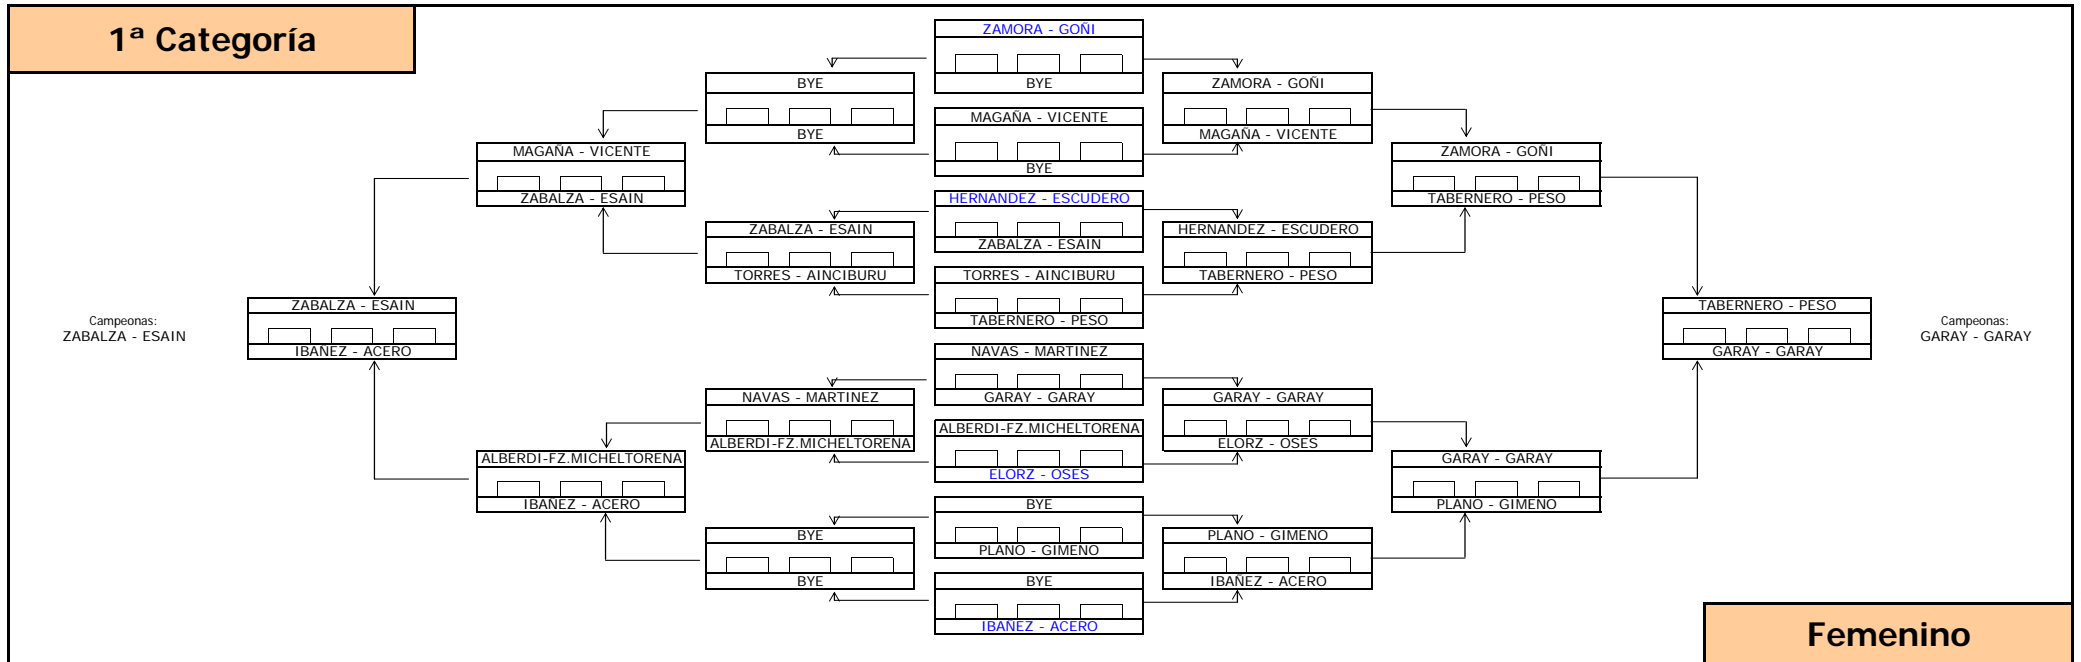 1ª Categoría
ZAMORA - GOÑI
BYE
MAGAÑA - VICENTE
BYE
HERNANDEZ - ESCUDERO
ZABALZA - ESAIN
TORRES - AINCIBURU
TABERNERO - PESO
NAVAS - MARTINEZ
GARAY - GARAY
ALBERDI-FZ.MICHELTORENA
ELORZ - OSES
BYE
PLANO - GIMENO
BYE
IBAÑEZ - ACERO
BYE
BYE
ZABALZA - ESAIN
TORRES - AINCIBURU
NAVAS - MARTINEZ
ALBERDI-FZ.MICHELTORENA
BYE
BYE
MAGAÑA - VICENTE
ZABALZA - ESAIN
ALBERDI-FZ.MICHELTORENA
IBAÑEZ - ACERO
ZABALZA - ESAIN
IBAÑEZ - ACERO
Campeonas:
ZABALZA - ESAIN
ZAMORA - GOÑI
MAGAÑA - VICENTE
HERNANDEZ - ESCUDERO
TABERNERO - PESO
GARAY - GARAY
ELORZ - OSES
PLANO - GIMENO
IBAÑEZ - ACERO
ZAMORA - GOÑI
TABERNERO - PESO
GARAY - GARAY
PLANO - GIMENO
TABERNERO - PESO
GARAY - GARAY
Campeonas:
GARAY - GARAY
Femenino